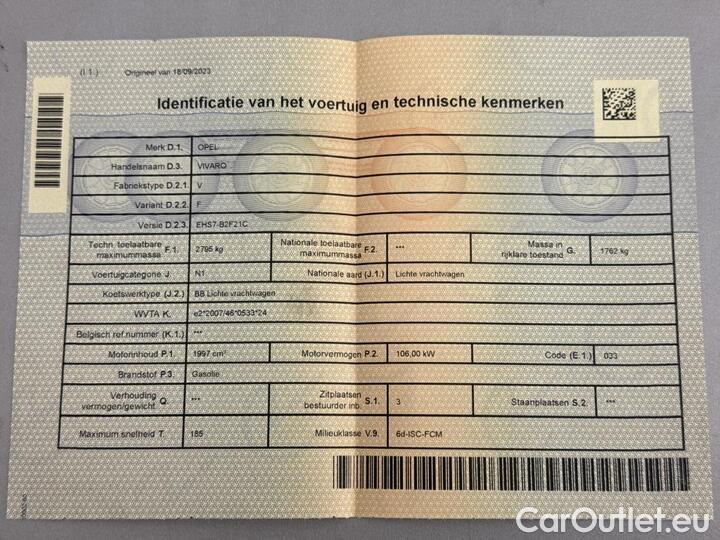 (I 1.) Origineel van 18/09/2023
Identificatie van het voertuig en technische kenmerken
Merk D.1. OPEL
Handelsnaam D.3. VIVARO
Fabriekstype D.2.1 V
Variant D.2.2. F
Versie D.2.3. EHS7-B2F21C
Techn toelaatbare maximummassa F.1. 2795 kg Nationale toelaatbare maximummassa F.2. *** Massa in rijklare toestand G. 1762 kg
Voertuigcategorie J. N1 Nationale aard (J.1.) Lichte vrachtwagen
Koetswerktype (J.2.) BB Lichte vrachtwagen
WVTA K. e2*2007/46*0533*24
Belgisch ref.nummer (K.1.) ***
Motorinhoud P.1. 1997 cm³ Motorvermogen P.2. 106,00 kW Code (E.1.) 033
Brandstof P.3. Gasolie
Verhouding vermogen/gewicht Q. *** Zitplaatsen bestuurder inb. S.1. 3 Staanplaatsen S.2. ***
Maximum snelheid T. 185 Milieuklasse V.9. 6d-ISC-FCM
CarOutlet.eu